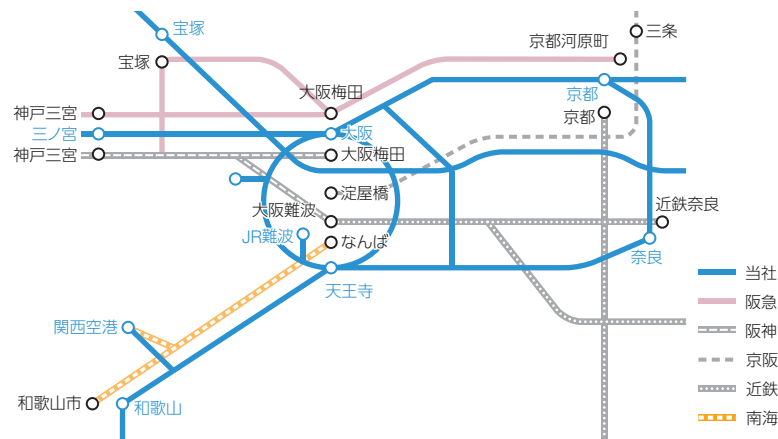 宝塚
三条
京都河原町
宝塚
大阪梅田
京都
神戸三宮
京都
三ノ宮
大阪
神戸三宮
大阪梅田
淀屋橋
大阪難波
近鉄奈良
JR難波
なんば
奈良
天王寺
当社
阪急
関西空港
阪神
京阪
近鉄
和歌山市
和歌山
南海